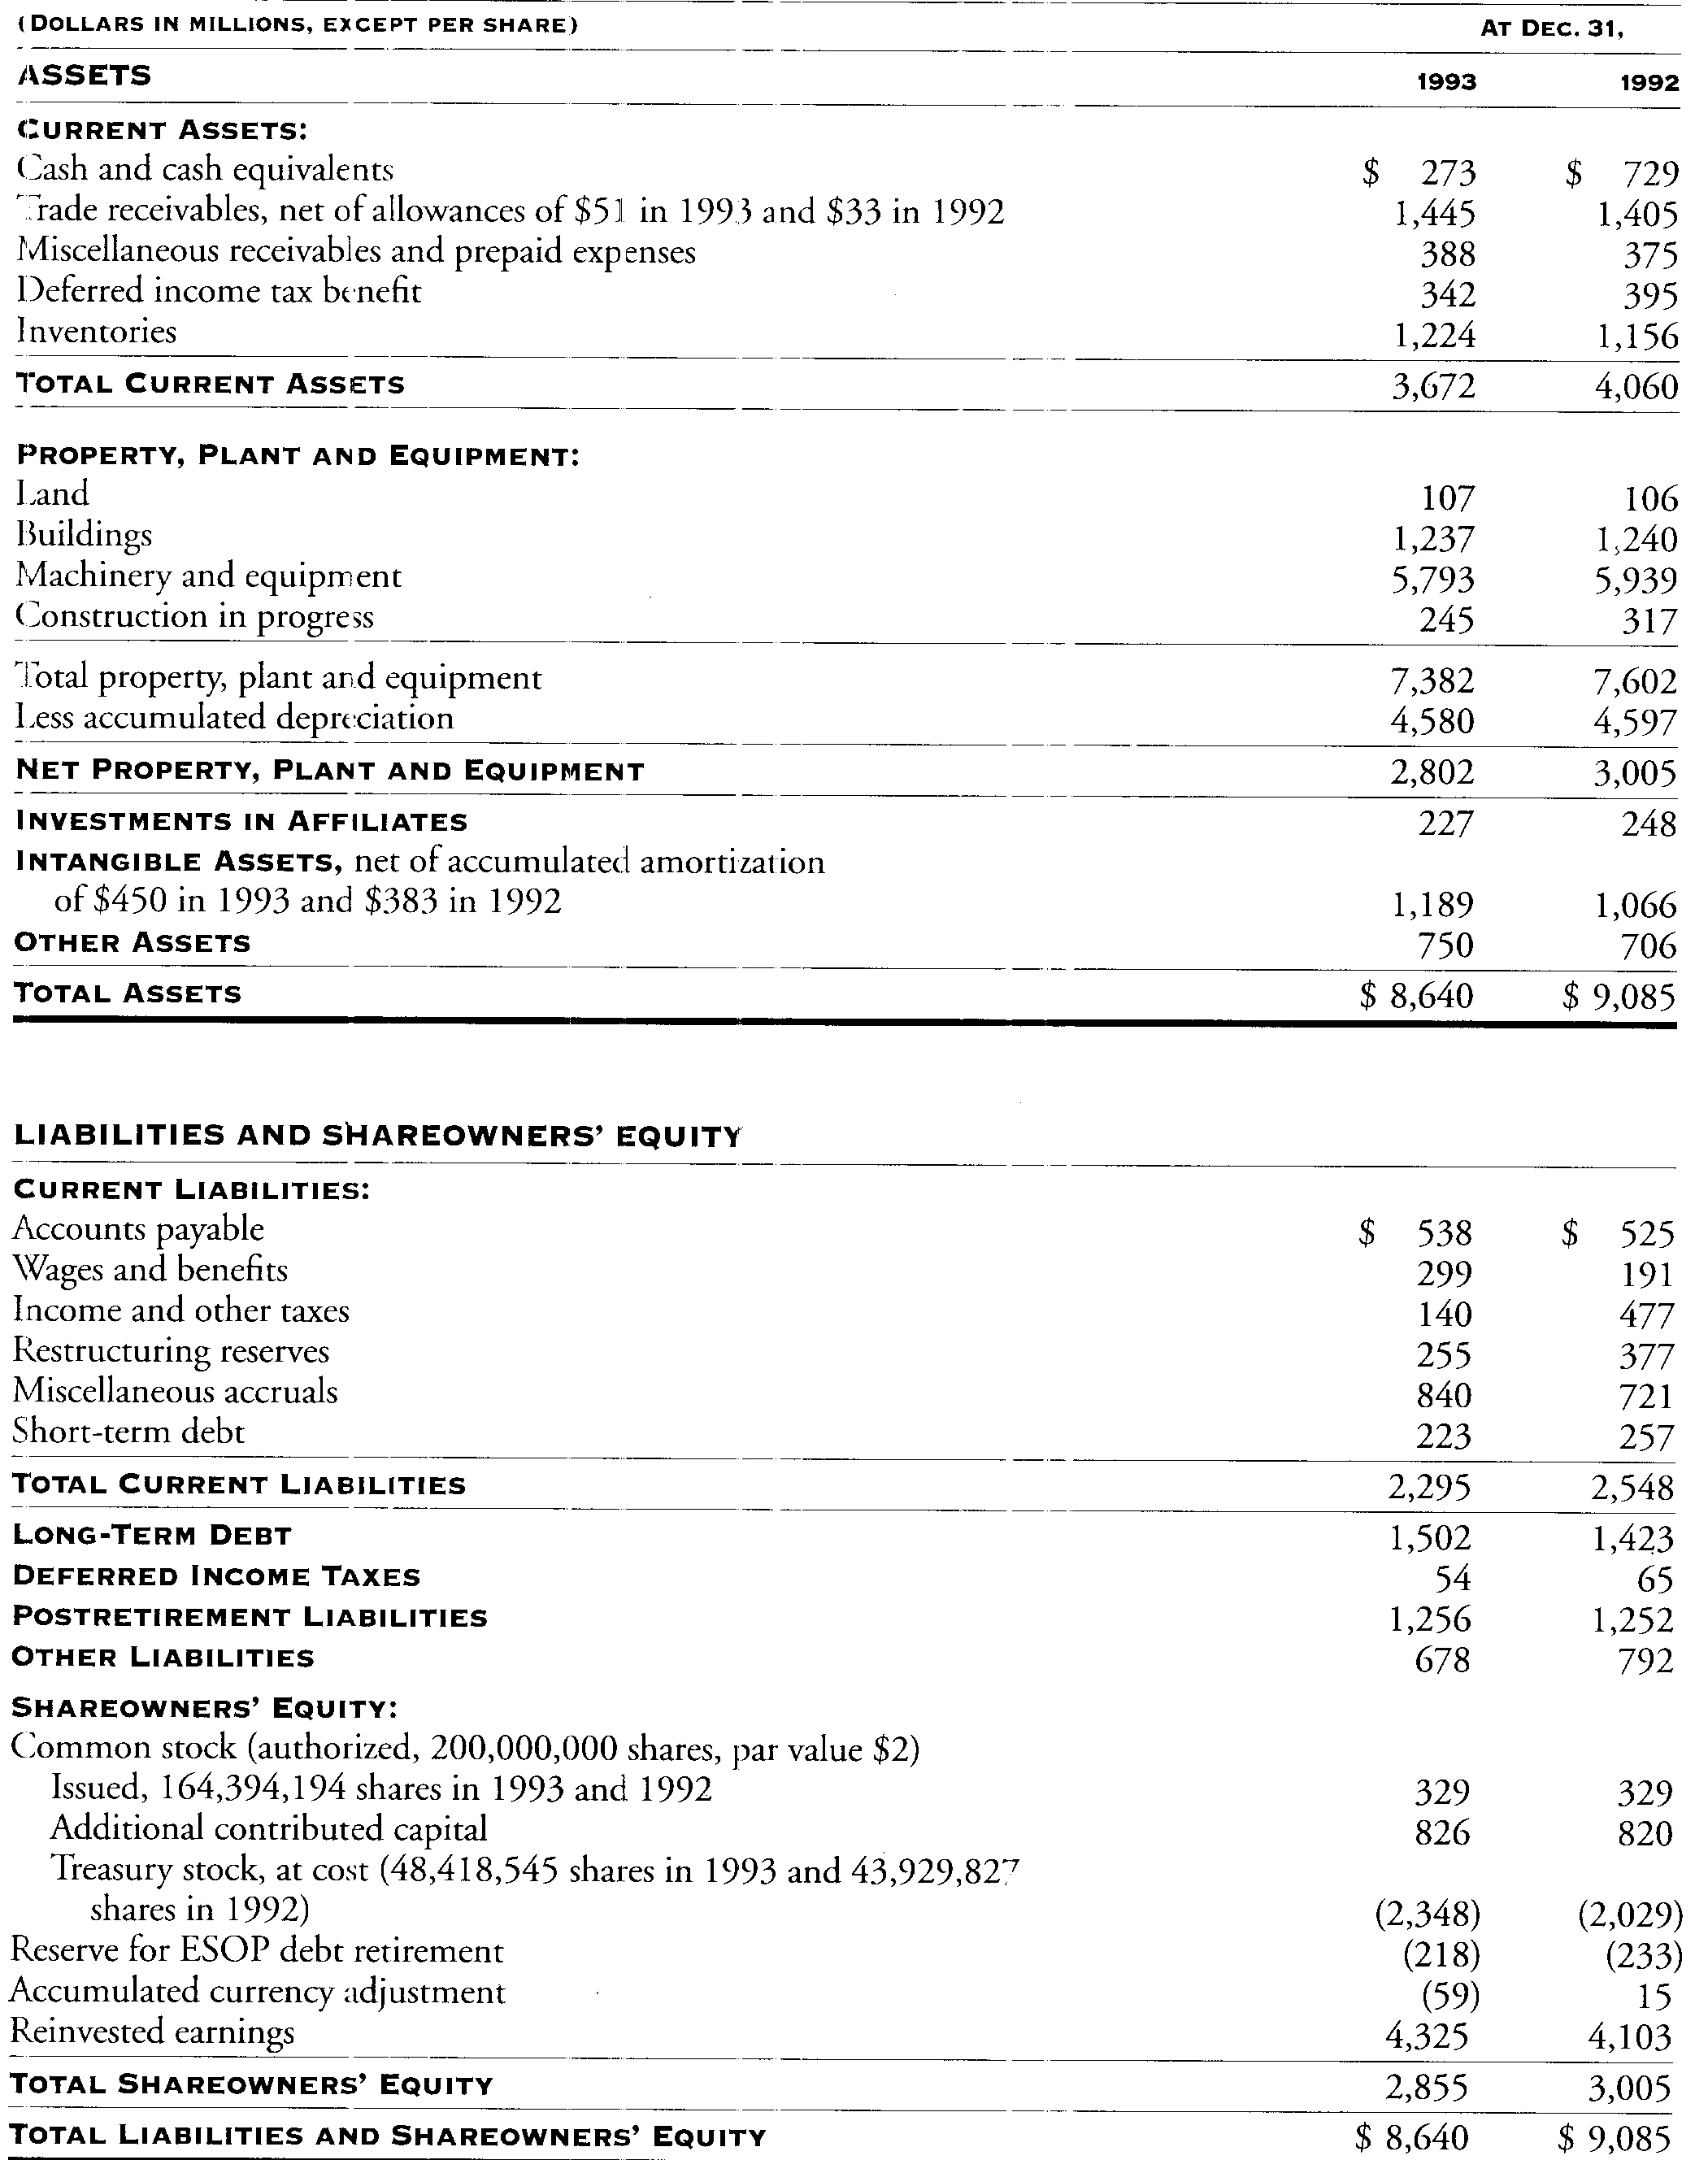 (DOLLARS IN MILLIONS, EXCEPT PER SHARE) AT DEC. 31,
ASSETS 1993 1992
CURRENT ASSETS:
Cash and cash equivalents $ 273 $ 729
Trade receivables, net of allowances of $51 in 1993 and $33 in 1992 1,445 1,405
Miscellaneous receivables and prepaid expenses 388 375
Deferred income tax benefit 342 395
Inventories 1,224 1,156
TOTAL CURRENT ASSETS 3,672 4,060
PROPERTY, PLANT AND EQUIPMENT:
Land 107 106
Buildings 1,237 1,240
Machinery and equipment 5,793 5,939
Construction in progress 245 317
Total property, plant and equipment 7,382 7,602
Less accumulated depreciation 4,580 4,597
NET PROPERTY, PLANT AND EQUIPMENT 2,802 3,005
INVESTMENTS IN AFFILIATES 227 248
INTANGIBLE ASSETS, net of accumulated amortization
of $450 in 1993 and $383 in 1992 1,189 1,066
OTHER ASSETS 750 706
TOTAL ASSETS $ 8,640 $ 9,085
LIABILITIES AND SHAREOWNERS' EQUITY
CURRENT LIABILITIES:
Accounts payable $ 538 $ 525
Wages and benefits 299 191
Income and other taxes 140 477
Restructuring reserves 255 377
Miscellaneous accruals 840 721
Short-term debt 223 257
TOTAL CURRENT LIABILITIES 2,295 2,548
LONG-TERM DEBT 1,502 1,423
DEFERRED INCOME TAXES 54 65
POSTRETIREMENT LIABILITIES 1,256 1,252
OTHER LIABILITIES 678 792
SHAREOWNERS' EQUITY:
Common stock (authorized, 200,000,000 shares, par value $2)
Issued, 164,394,194 shares in 1993 and 1992 329 329
Additional contributed capital 826 820
Treasury stock, at cost (48,418,545 shares in 1993 and 43,929,827
shares in 1992) (2,348) (2,029)
Reserve for ESOP debt retirement (218) (233)
Accumulated currency adjustment (59) 15
Reinvested earnings 4,325 4,103
TOTAL SHAREOWNERS' EQUITY 2,855 3,005
TOTAL LIABILITIES AND SHAREOWNERS' EQUITY $ 8,640 $ 9,085